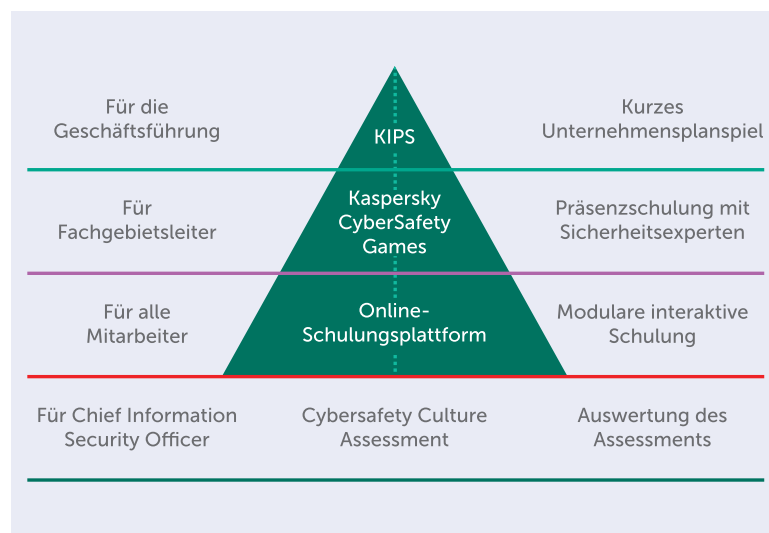 Für die
Geschäftsführung
KIPS
Kurzes
Unternehmensplanspiel
Für
Fachgebietsleiter
Kaspersky
CyberSafety
Games
Präsenzschulung mit
Sicherheitsexperten
Für alle
Mitarbeiter
Online-
Schulungsplattform
Modulare interaktive
Schulung
Für Chief Information
Security Officer
Cybersafety Culture
Assessment
Auswertung des
Assessments